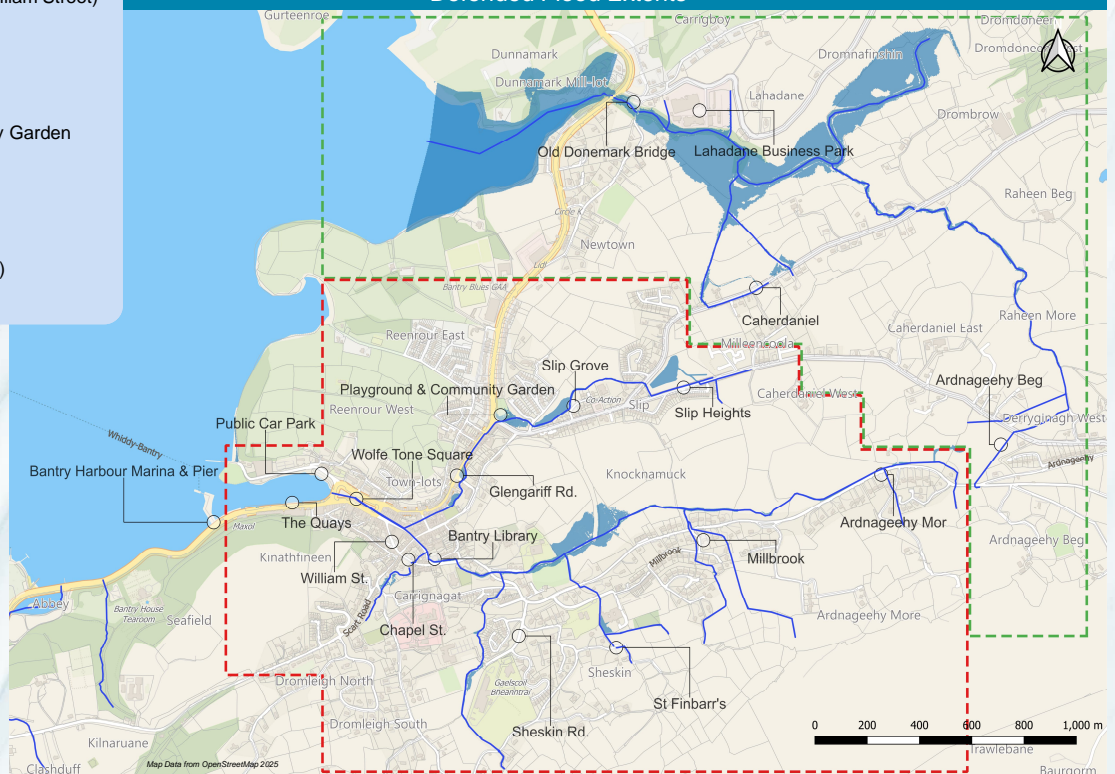 Defended Flood Extents
lliam Street)
y Garden
)
Gurteenroe
Carrigboy
Dromdoneen
Dunnamark
Dromnafinshin
Dunnamark Mill-lot
Lahadane
Drombrow
Old Donemark Bridge
Lahadane Business Park
Raheen Beg
Circle K
Newtown
Lidl
Bantry Blues GAA
Raheen More
Caherdaniel
Caherdaniel East
Reenrour East
Milleencoola
Slip Grove
Ardnageehy Beg
Playground & Community Garden
Co-Action
Slip
Caherdaniel West
Reenrour West
Slip Heights
Derryginagh West
Public Car Park
Whiddy-Bantry
Wolfe Tone Square
Ardnageehy
Bantry Harbour Marina & Pier
Town-lots
Knocknamuck
Glengariff Rd.
The Quays
Maxol
Ardnageehy Mor
Bantry Library
Ardnageehy Beg
Kinathfineen
Millbrook
Millbrook
William St.
Abbey
Bantry House
Tearoom
Seafield
Carrignagat
Scart Road
Ardnageehy More
Chapel St.
Sheskin
Dromleigh North
Gaelscoil
Bheanntraí
St Finbarr's
Dromleigh South
Sheskin Rd
0 200 400 600 800 1,000 m
Kilnaruane
Trawlebane
Clashduff
Map Data from OpenStreetMap 2025
Baurgorm